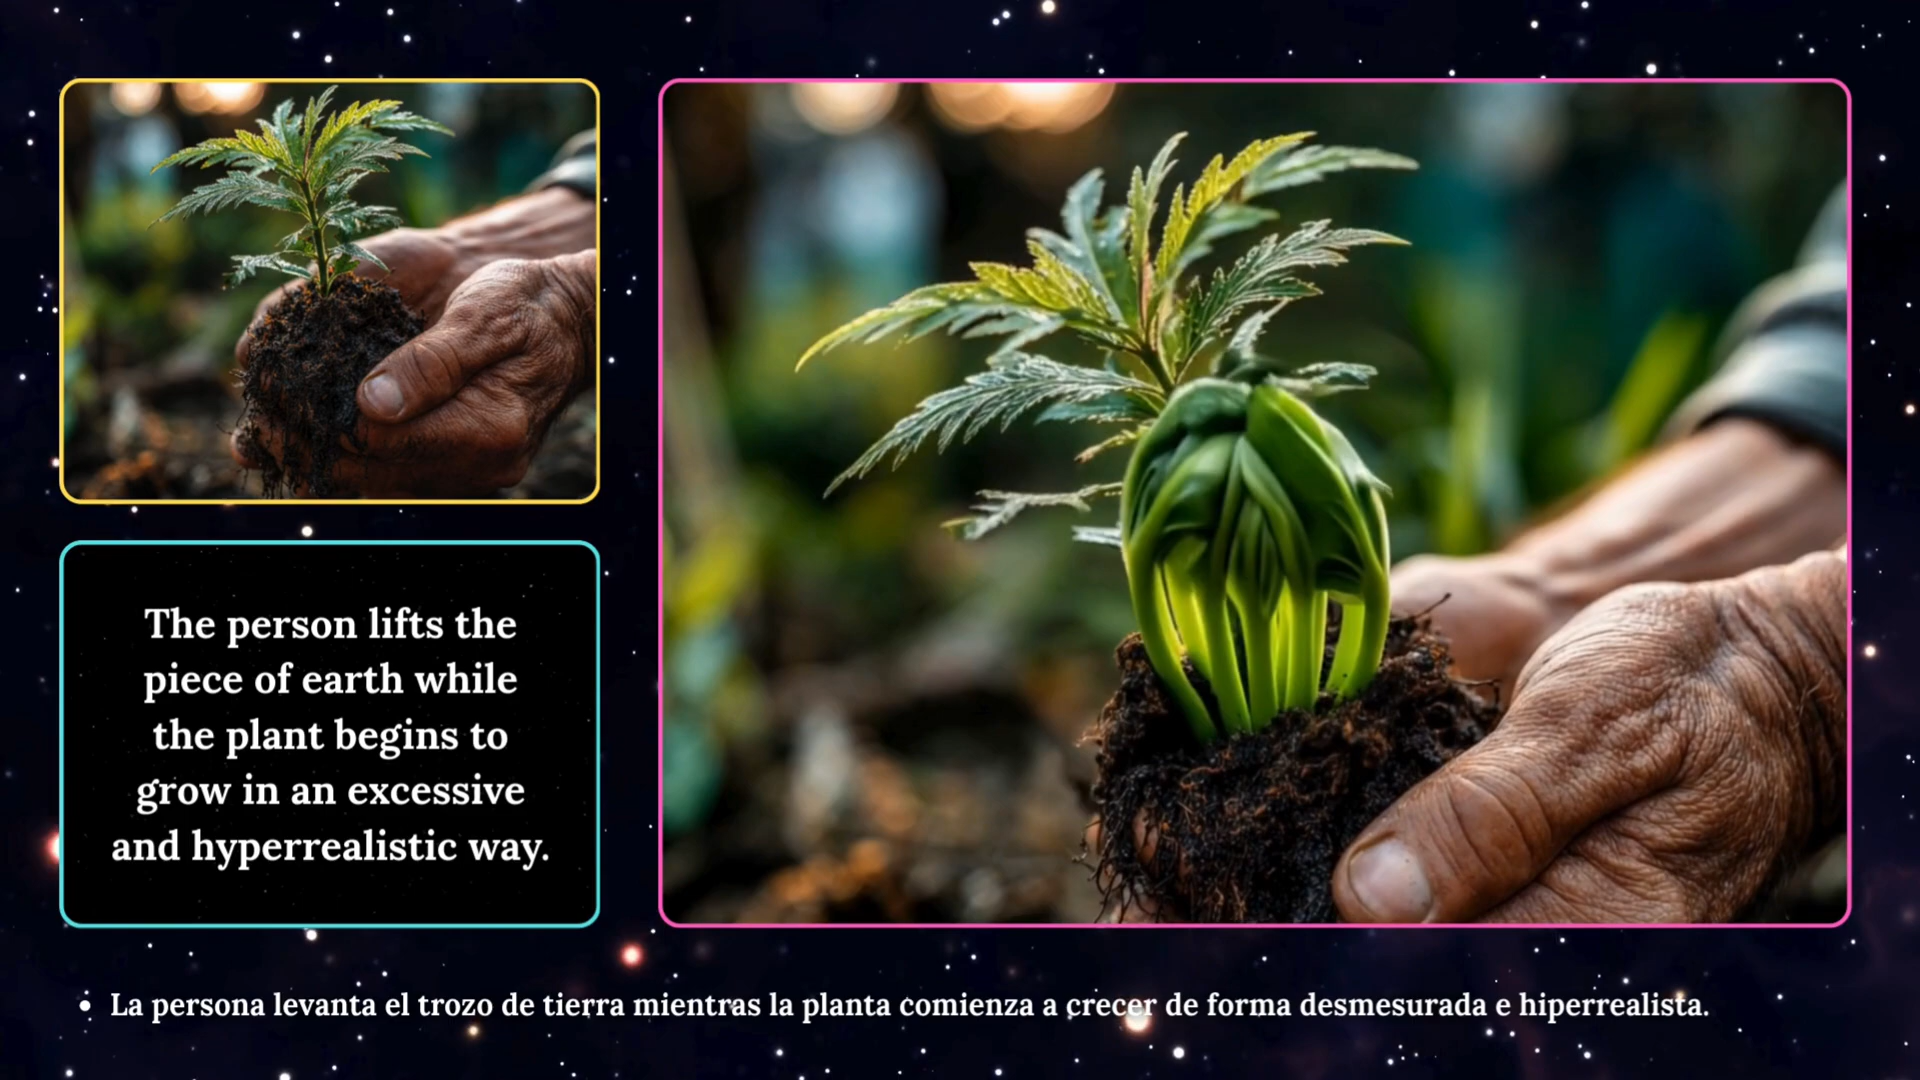 The person lifts the
piece of earth while
the plant begins to
grow in an excessive
and hyperrealistic way.
• La persona levanta el trozo de tierra mientras la planta comienza a crecer de forma desmesurada e hiperrealista.